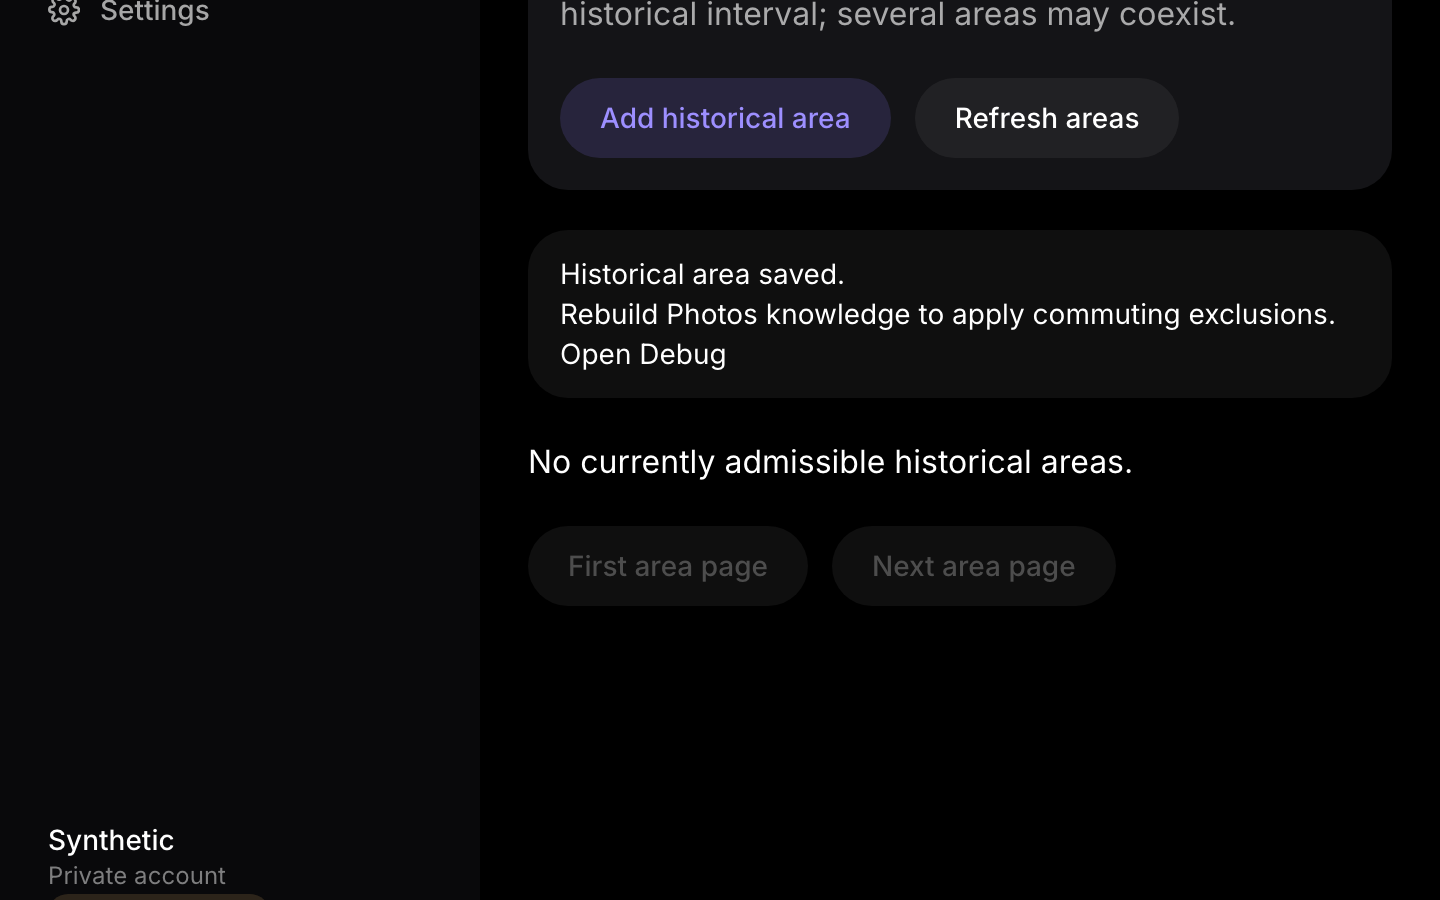 Settings
historical interval; several areas may coexist.
Add historical area
Refresh areas
Historical area saved.
Rebuild Photos knowledge to apply commuting exclusions.
Open Debug
No currently admissible historical areas.
First area page
Next area page
Synthetic
Private account